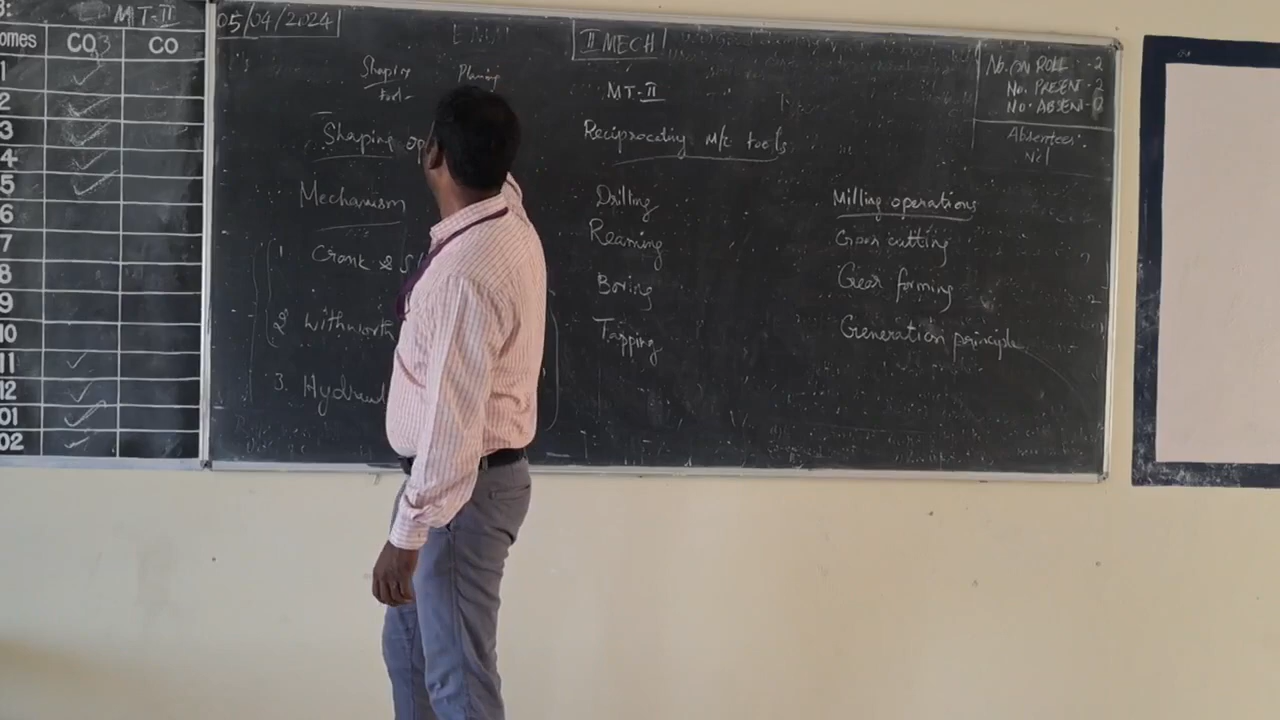 MT-II
omes CO3 CO
1
2
3
4
5
6
7
8
9
10
11
12
01
02
05/04/2024
II MECH
Shaping
tool-
Planing
MT-II
Shaping op
Reciprocating m/c tools
Mechanism
1. Crank &
2. Withworth
3. Hydraul
Drilling
Reaming
Boring
Tapping
Milling operations
Gear cutting
Gear forming
Generation principle
No. ON ROLL -2
No. PRESENT-2
NO. ABSENT-0
Absentees:
Nil